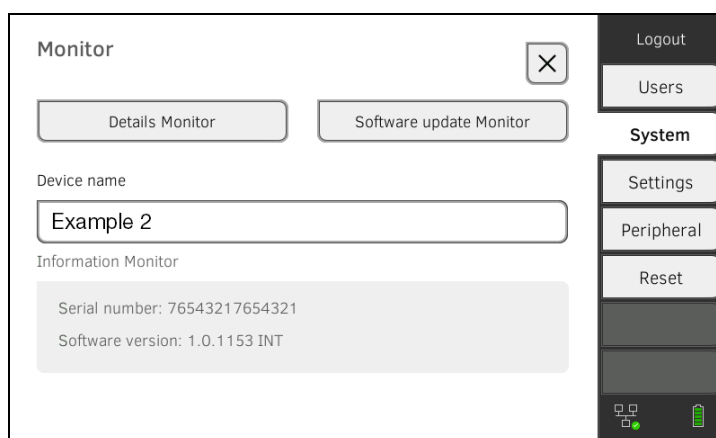 Monitor
Details Monitor
Software update Monitor
Device name
Example 2
Information Monitor
Serial number: 76543217654321
Software version: 1.0.1153 INT
Logout
Users
System
Settings
Peripheral
Reset